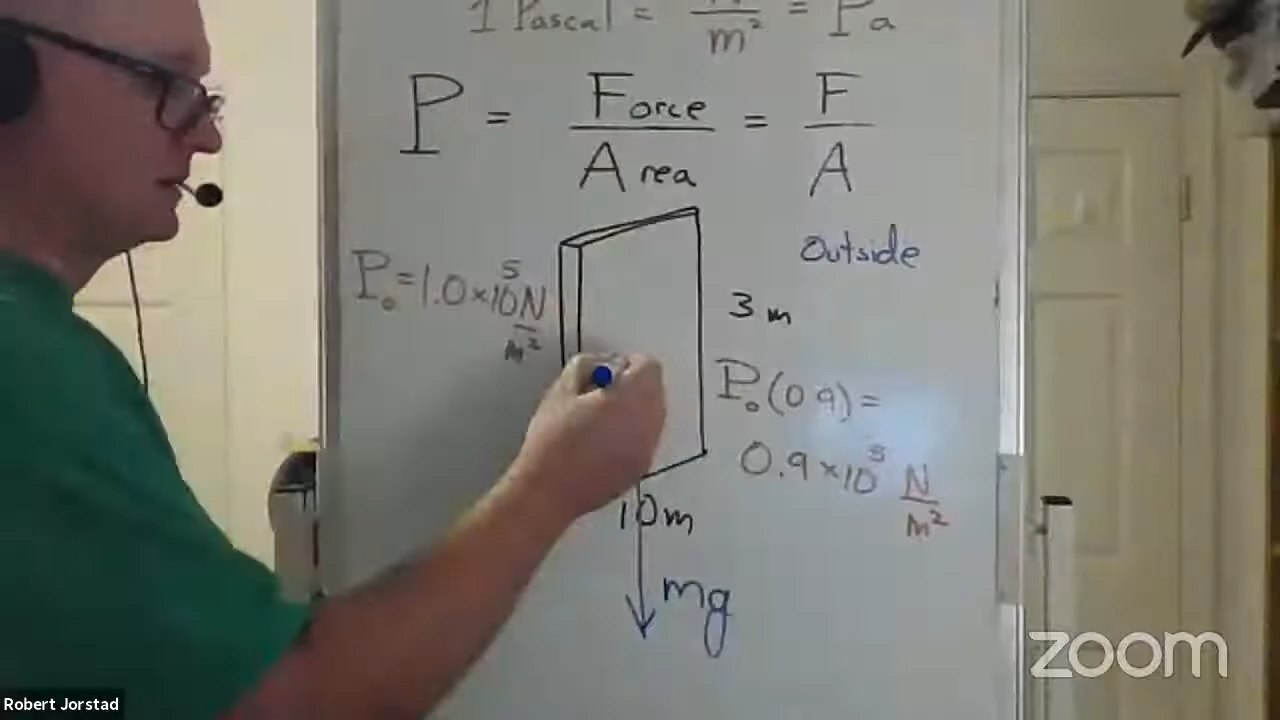 1 Pascal = N/m² = Pa
P = Force/Area = F/A
Outside
P₀ = 1.0×10⁵ N/m²
3 m
P₀(0.9) =
0.9×10⁵ N/m²
10m
mg
zoom
Robert Jorstad